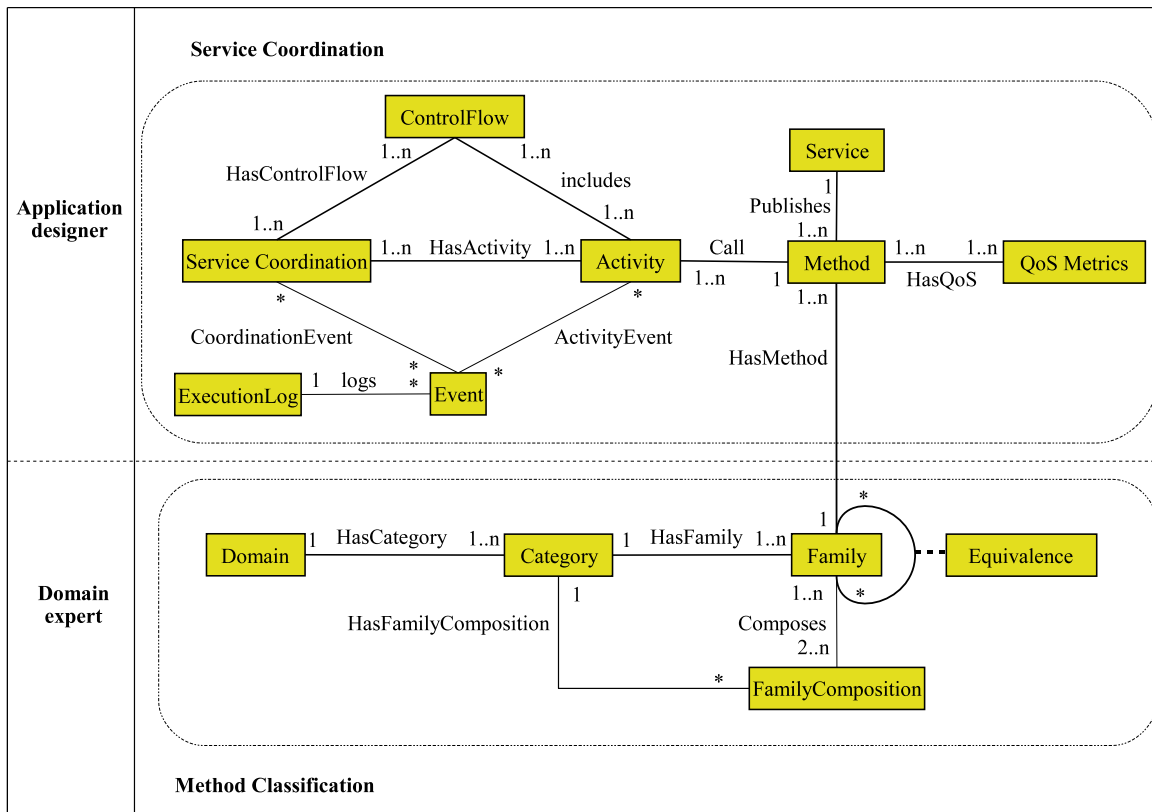 Service Coordination
ControlFlow
1..n
1..n
Service
HasControlFlow
includes
1
Publishes
Application
designer
1..n
1..n
1..n
Service Coordination
1..n
HasActivity
1..n
Activity
Call
1..n
1
Method
1..n
1..n
HasQoS
QoS Metrics
1..n
*
*
CoordinationEvent
ActivityEvent
HasMethod
*
*
*
ExecutionLog
1
logs
Event
*
1
Domain
1
HasCategory
1..n
Category
1
HasFamily
1..n
Family
Equivalence
Domain
expert
1
1..n
*
HasFamilyComposition
Composes
2..n
*
FamilyComposition
Method Classification